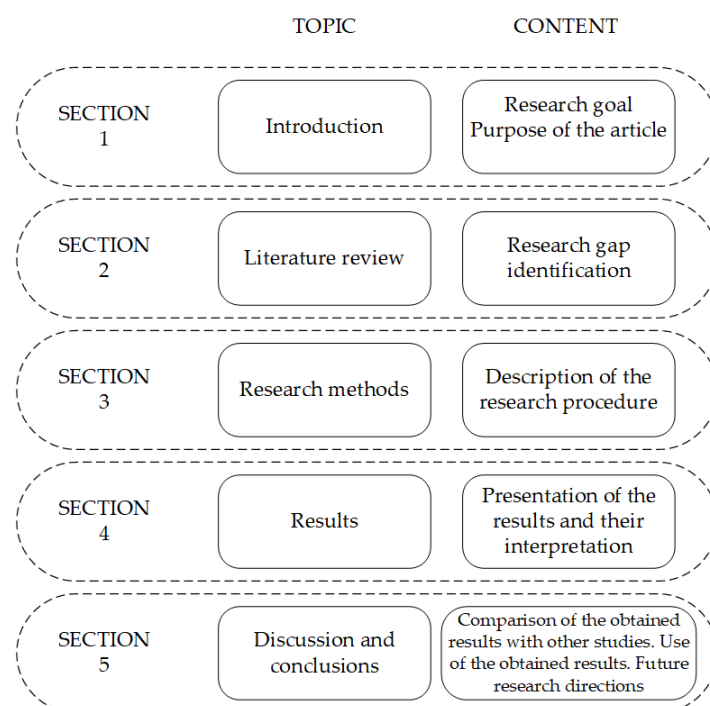 TOPIC
CONTENT
SECTION
1
Introduction
Research goal
Purpose of the article
SECTION
2
Literature review
Research gap
identification
SECTION
3
Research methods
Description of the
research procedure
SECTION
4
Results
Presentation of the
results and their
interpretation
SECTION
5
Discussion and
conclusions
Comparison of the obtained
results with other studies. Use
of the obtained results. Future
research directions